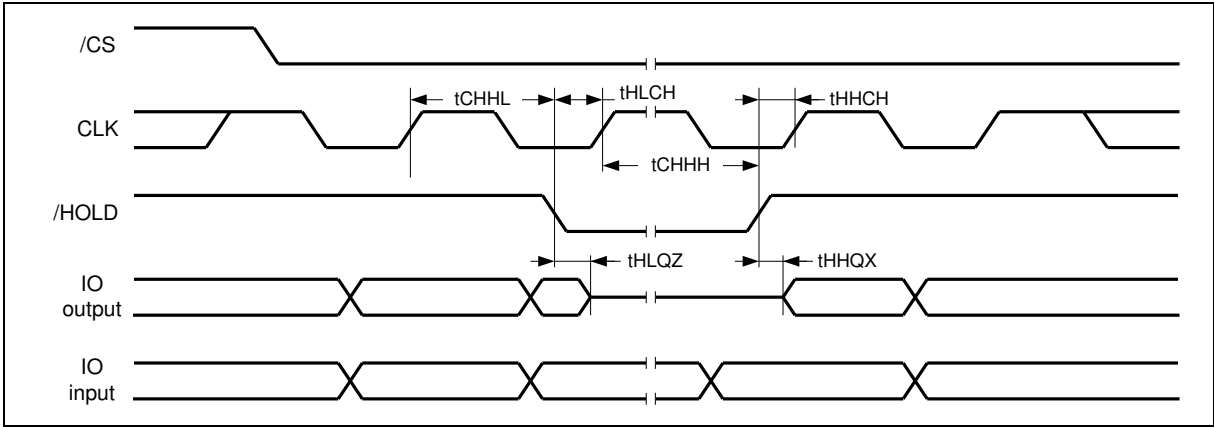 /CS
tCHHL
tHLCH
tHHCH
CLK
tCHHH
/HOLD
tHLQZ
tHHQX
IO
output
IO
input